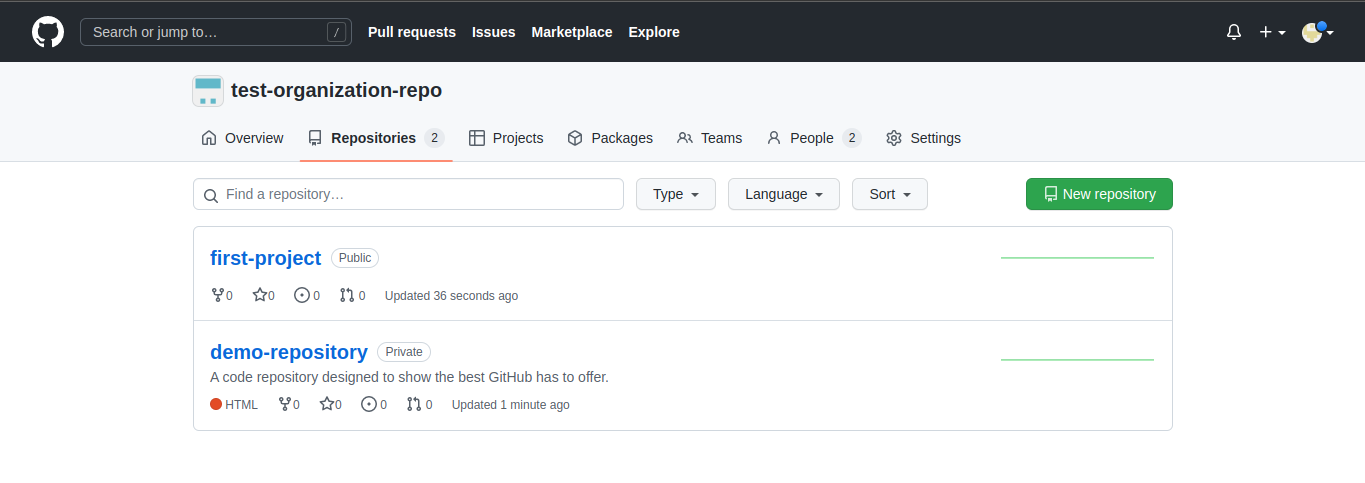 Search or jump to… / Pull requests Issues Marketplace Explore
test-organization-repo
Overview Repositories 2 Projects Packages Teams People 2 Settings
Find a repository… Type Language Sort New repository
first-project Public
0 0 0 0 Updated 36 seconds ago
demo-repository Private
A code repository designed to show the best GitHub has to offer.
HTML 0 0 0 0 Updated 1 minute ago